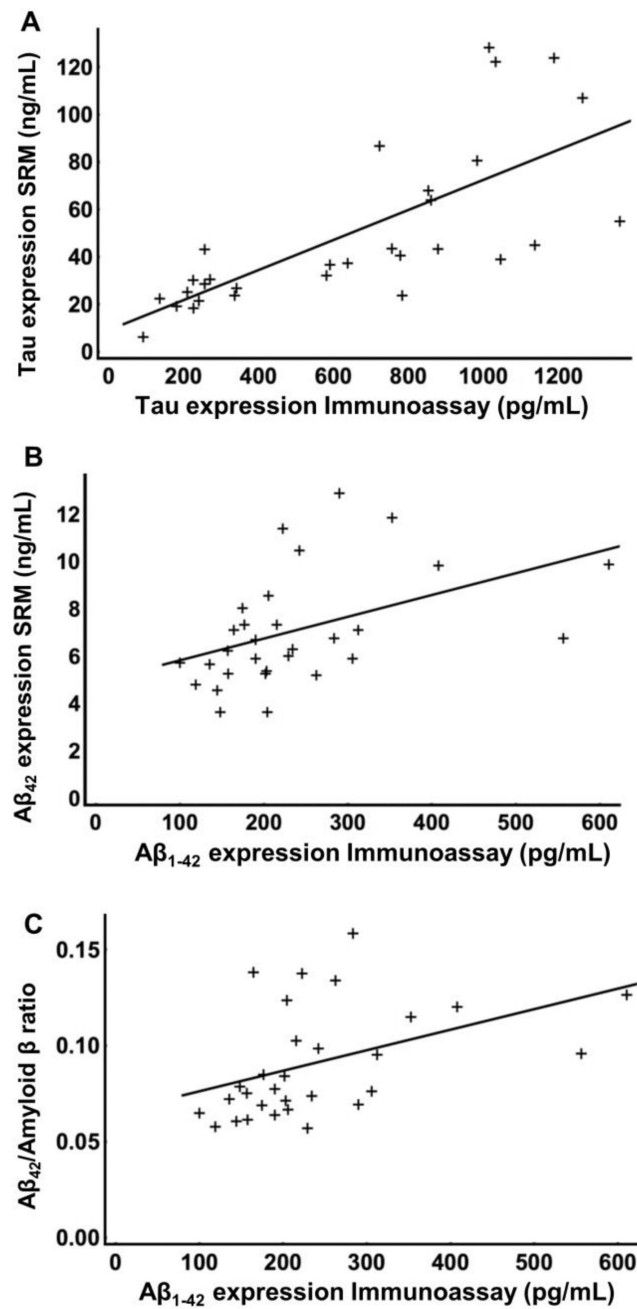 A
Tau expression SRM (ng/mL)
120
100
80
60
40
20
0
0 200 400 600 800 1000 1200
Tau expression Immunoassay (pg/mL)
B
Aβ₄₂ expression SRM (ng/mL)
12
10
8
6
4
2
0
0 100 200 300 400 500 600
Aβ₁₋₄₂ expression Immunoassay (pg/mL)
C
Aβ₄₂/Amyloid β ratio
0.15
0.10
0.05
0.00
0 100 200 300 400 500 600
Aβ₁₋₄₂ expression Immunoassay (pg/mL)